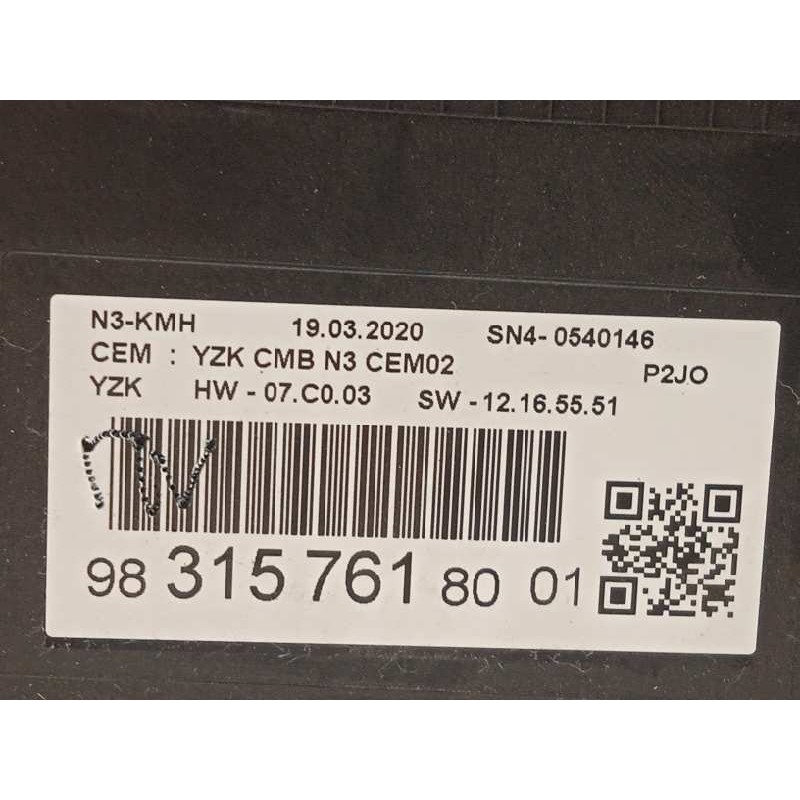 N3-KMH 19.03.2020 SN4- 0540146
CEM : YZK CMB N3 CEM02 P2JO
YZK HW - 07.C0.03 SW -12.16.55.51
98 315 761 80 01